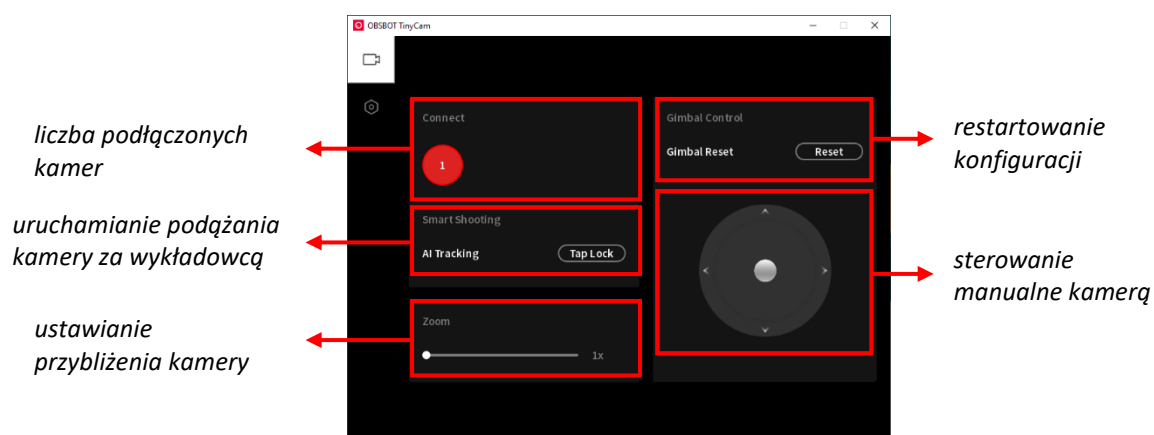 OBSBOT TinyCam
liczba podłączonych
kamer
uruchamianie podążania
kamery za wykładowcą
ustawianie
przybliżenia kamery
Connect
1
Smart Shooting
AI Tracking
Tap Lock
Zoom
1x
Gimbal Control
Gimbal Reset
Reset
restartowanie
konfiguracji
sterowanie
manualne kamerą